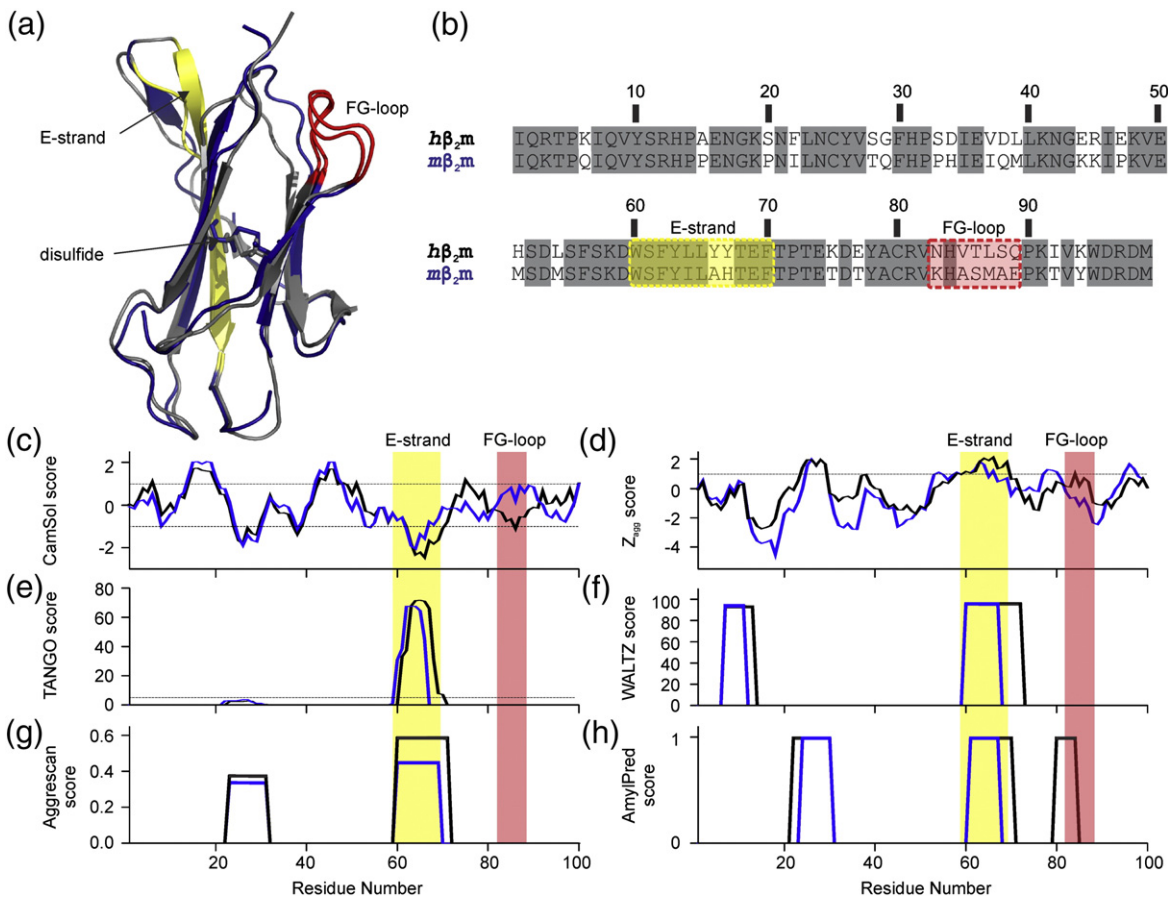 (a)
E-strand
FG-loop
disulfide
(b)
10 20 30 40 50
hβ₂m IQRTPKIQVYSRHPAENGKSNFLNCYVSGFHPSDIEVDLLKNGERIEKVE
mβ₂m IQKTPQIQVYSRHPPENGKPNILNCYVTQFHPPHIEIQMLKNGKKIPKVE
60 E-strand 70 80 FG-loop 90
hβ₂m HSDLSFSKDWSFYLLYYTEFTPTEKDEYACRVNHVTLSQPKIVKWDRDM
mβ₂m MSDMSFSKDWSFYILAHTEFTPTETDTYACRVKHASMAEPKTVYWDRDM
(c)
E-strand FG-loop
CamSol score
2
0
-2
(d)
E-strand FG-loop
Zagg score
2
0
-2
-4
(e)
TANGO score
80
60
40
20
0
(f)
WALTZ score
100
80
60
40
20
0
(g)
Aggrescan score
0.6
0.4
0.2
0.0
20 40 60 80 100
Residue Number
(h)
AmylPred score
1
0
20 40 60 80 100
Residue Number